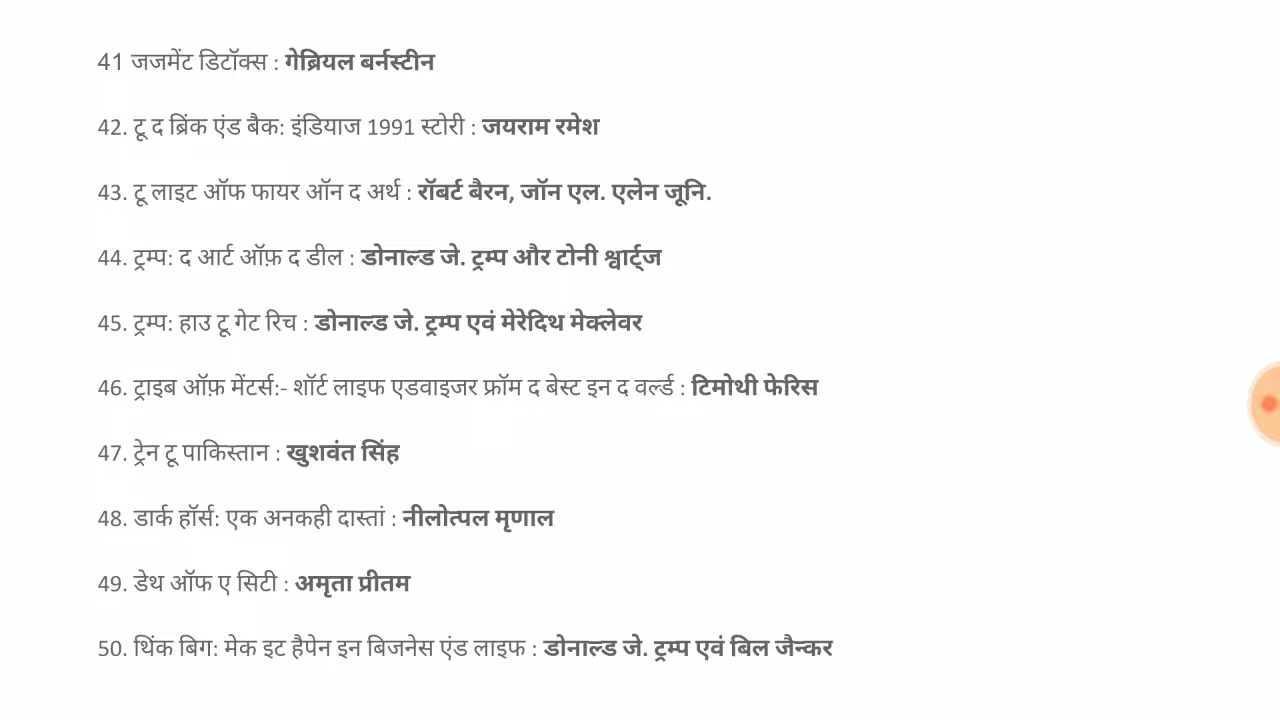 41 जजमेंट डिटॉक्स : गेब्रियल बर्नस्टीन
42. टू द ब्रिंक एंड बैक: इंडियाज 1991 स्टोरी : जयराम रमेश
43. टू लाइट ऑफ फायर ऑन द अर्थ : रॉबर्ट बैरन, जॉन एल. एलेन जूनि.
44. ट्रम्प: द आर्ट ऑफ़ द डील : डोनाल्ड जे. ट्रम्प और टोनी श्वार्ट्ज
45. ट्रम्प: हाउ टू गेट रिच : डोनाल्ड जे. ट्रम्प एवं मेरेदिथ मेक्लेवर
46. ट्राइब ऑफ़ मेंटर्स:- शॉर्ट लाइफ एडवाइजर फ्रॉम द बेस्ट इन द वर्ल्ड : टिमोथी फेरिस
47. ट्रेन टू पाकिस्तान : खुशवंत सिंह
48. डार्क हॉर्स: एक अनकही दास्तां : नीलोत्पल मृणाल
49. डेथ ऑफ ए सिटी : अमृता प्रीतम
50. थिंक बिग: मेक इट हैपेन इन बिजनेस एंड लाइफ : डोनाल्ड जे. ट्रम्प एवं बिल जैन्कर